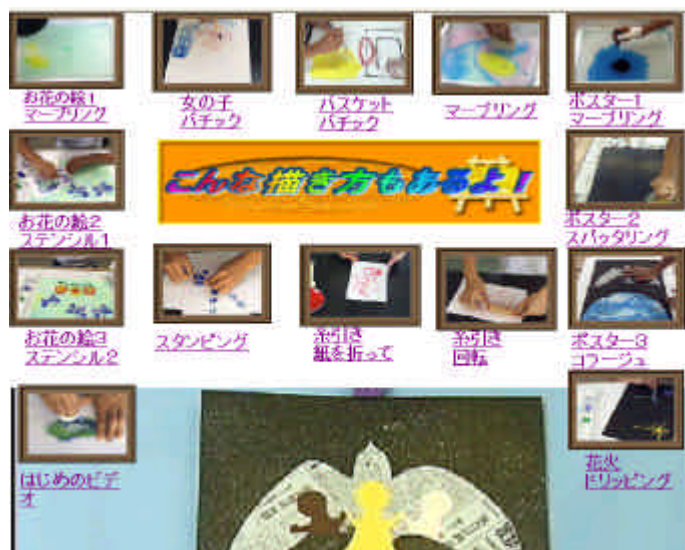 お花の絵1
マーブリング
女の子
バチック
バスケット
バチック
マーブリング
ポスター1
マーブリング
こんな描き方もあるよ！
お花の絵2
ステンシル1
ポスター2
スパッタリング
お花の絵3
ステンシル2
スタンピング
糸引き
紙を折って
糸引き
回転
ポスター3
コラージュ
はじめのビデ
オ
花火
ドリッピング